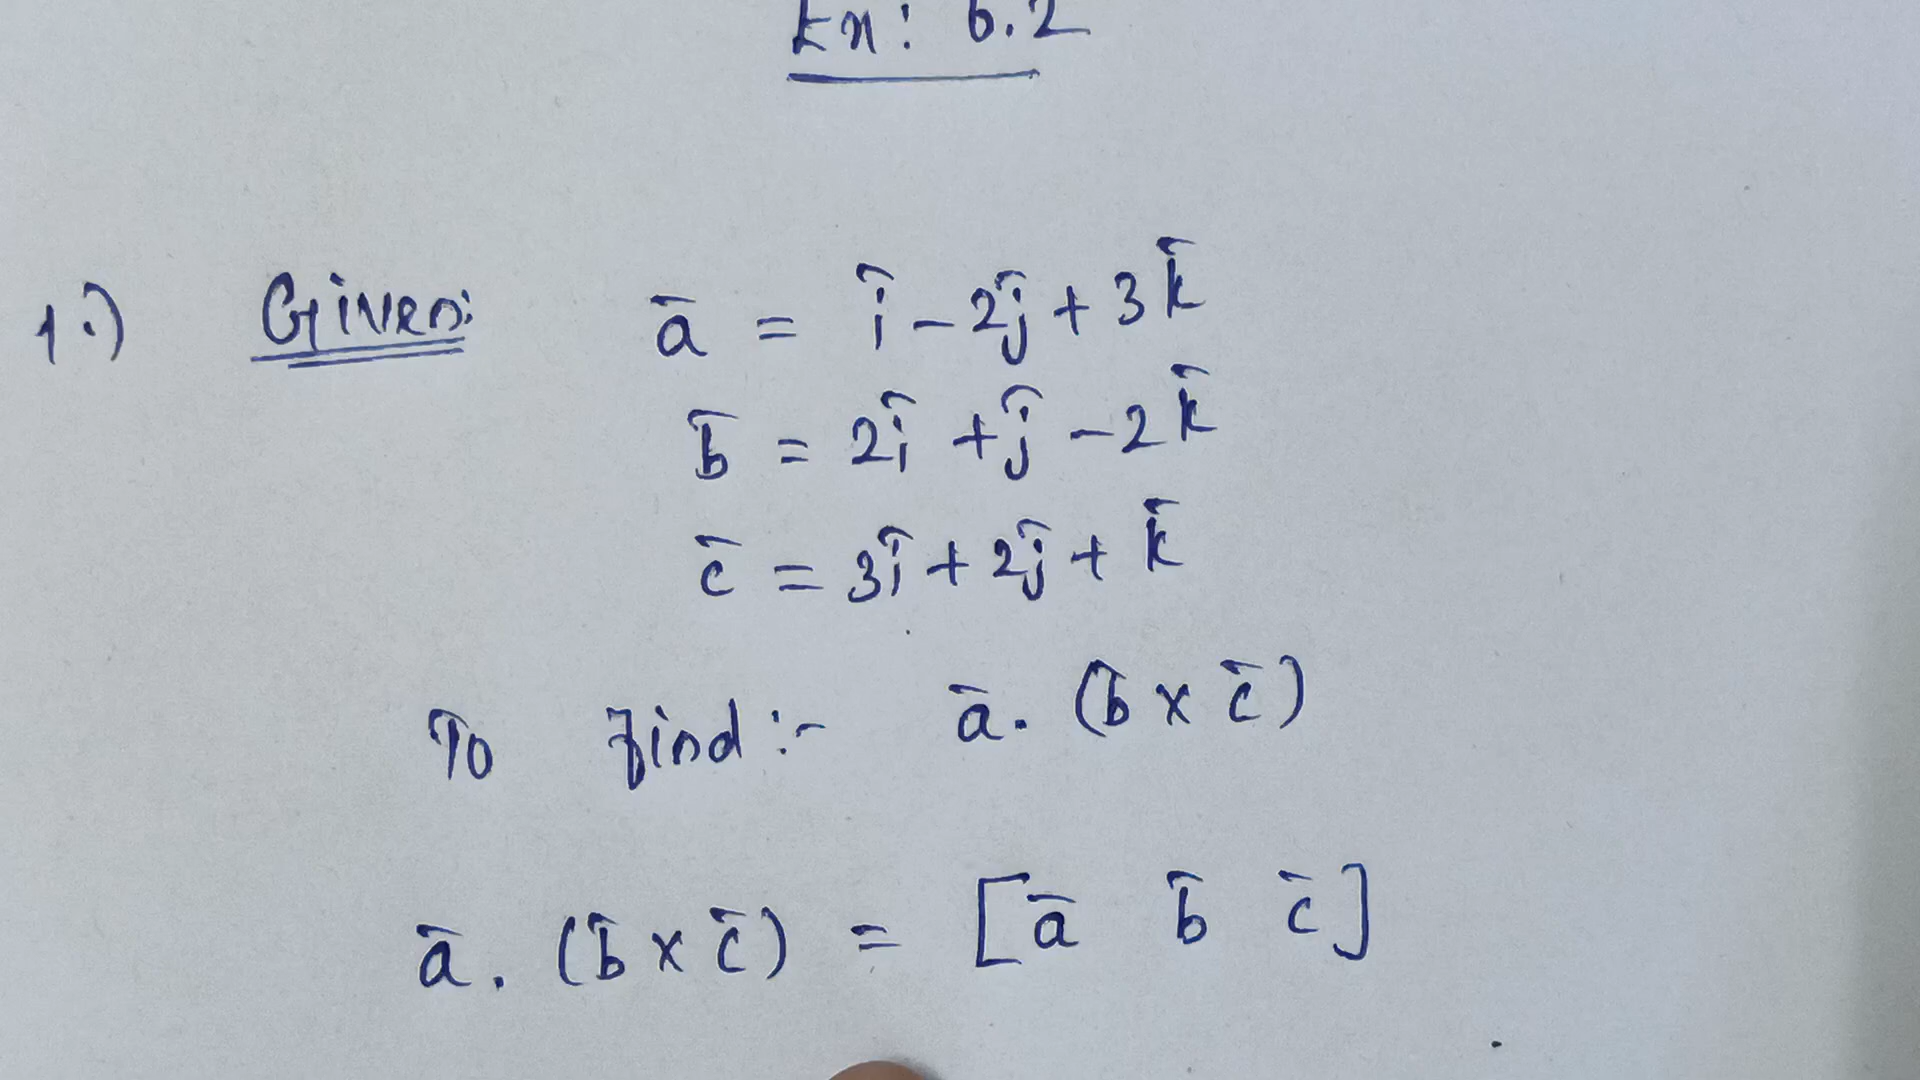 Ex: 6.2
1.) Given: a̅ = î - 2ĵ + 3k̂
b̅ = 2î + ĵ - 2k̂
c̅ = 3î + 2ĵ + k̂
To find :- a̅. (b̅ x c̅)
a̅. (b̅ x c̅) = [a̅ b̅ c̅]